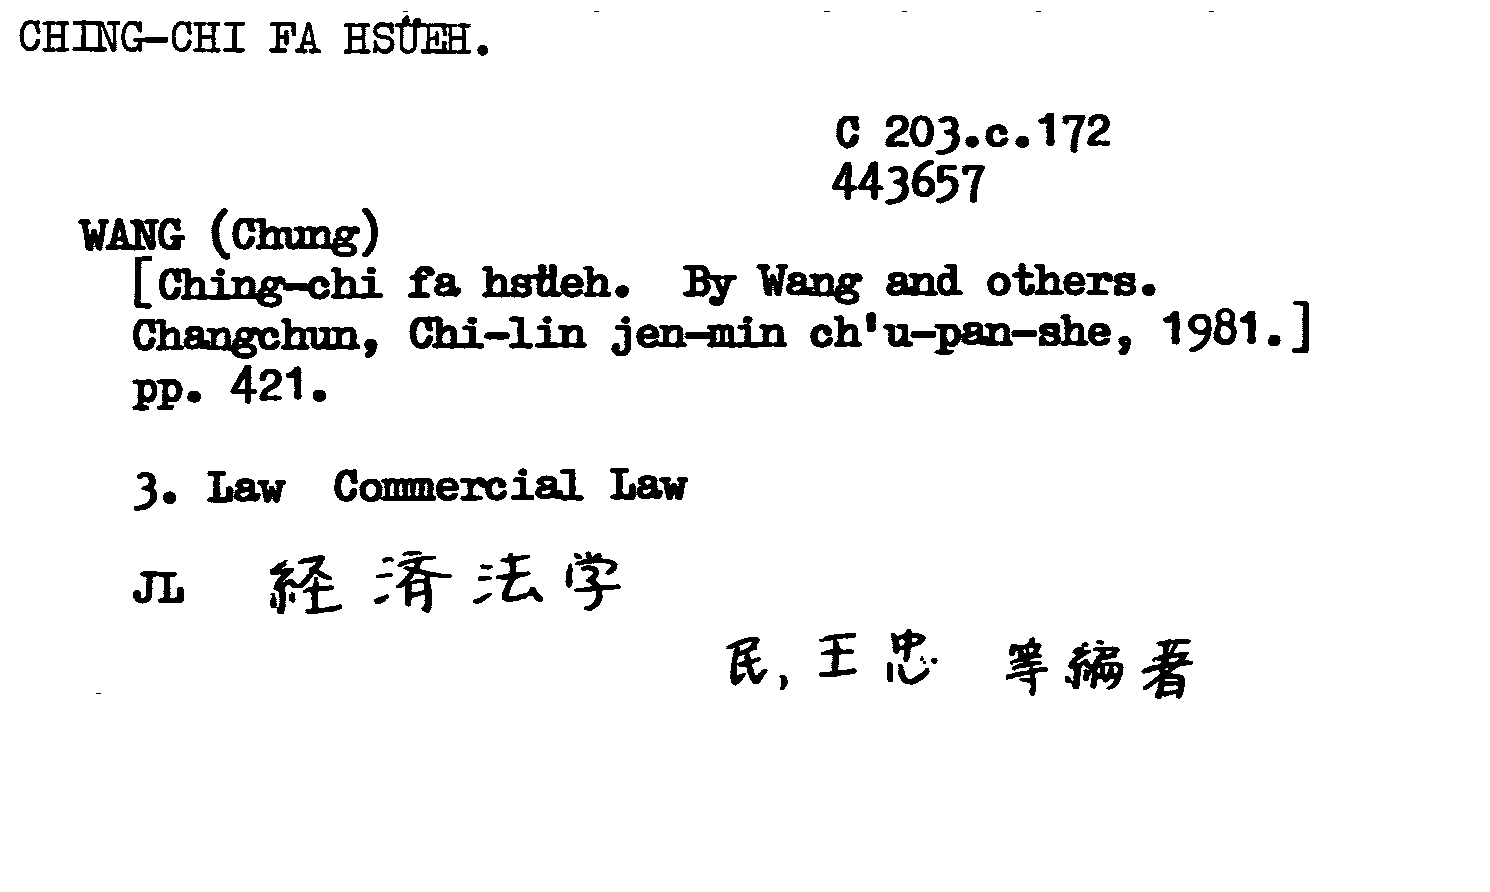 CHING-CHI FA HSÜEH.
C 203.c.172
443657
WANG (Chung)
[Ching-chi fa hsüeh. By Wang and others.
Changchun, Chi-lin jen-min ch'u-pan-she, 1981.]
pp. 421.
3. Law Commercial Law
JL 経済法学
民, 王忠 等編著